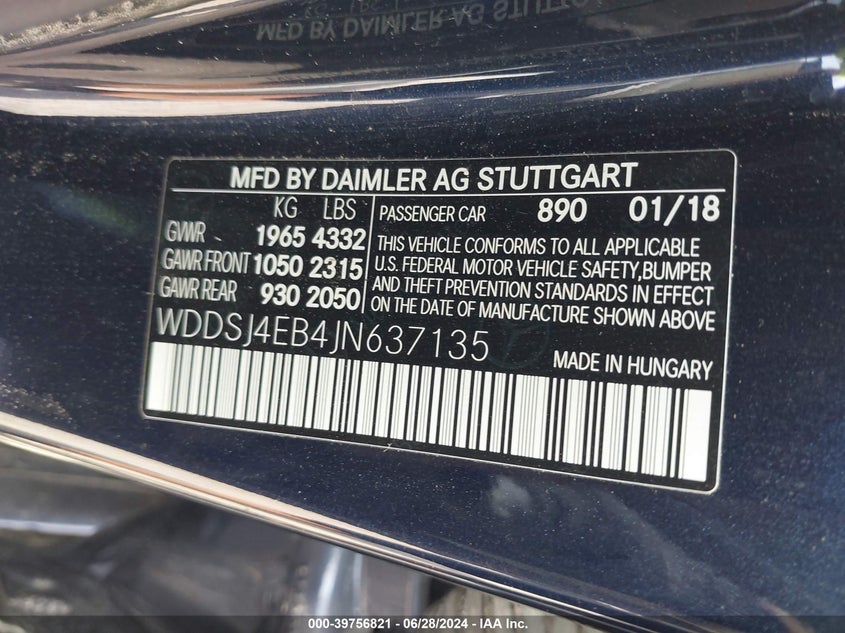 MFD BY DAIMLER AG STUTTG
MFD BY DAIMLER AG STUTTGART
KG LBS
GVWR 1965 4332
GAWR FRONT 1050 2315
GAWR REAR 930 2050
PASSENGER CAR 890 01/18
THIS VEHICLE CONFORMS TO ALL APPLICABLE
U.S. FEDERAL MOTOR VEHICLE SAFETY,BUMPER
AND THEFT PREVENTION STANDARDS IN EFFECT
ON THE DATE OF MANUFACTURE SHOWN ABOVE
WDDSJ4EB4JN637135
MADE IN HUNGARY
000-39756821 - 06/28/2024 - IAA Inc.